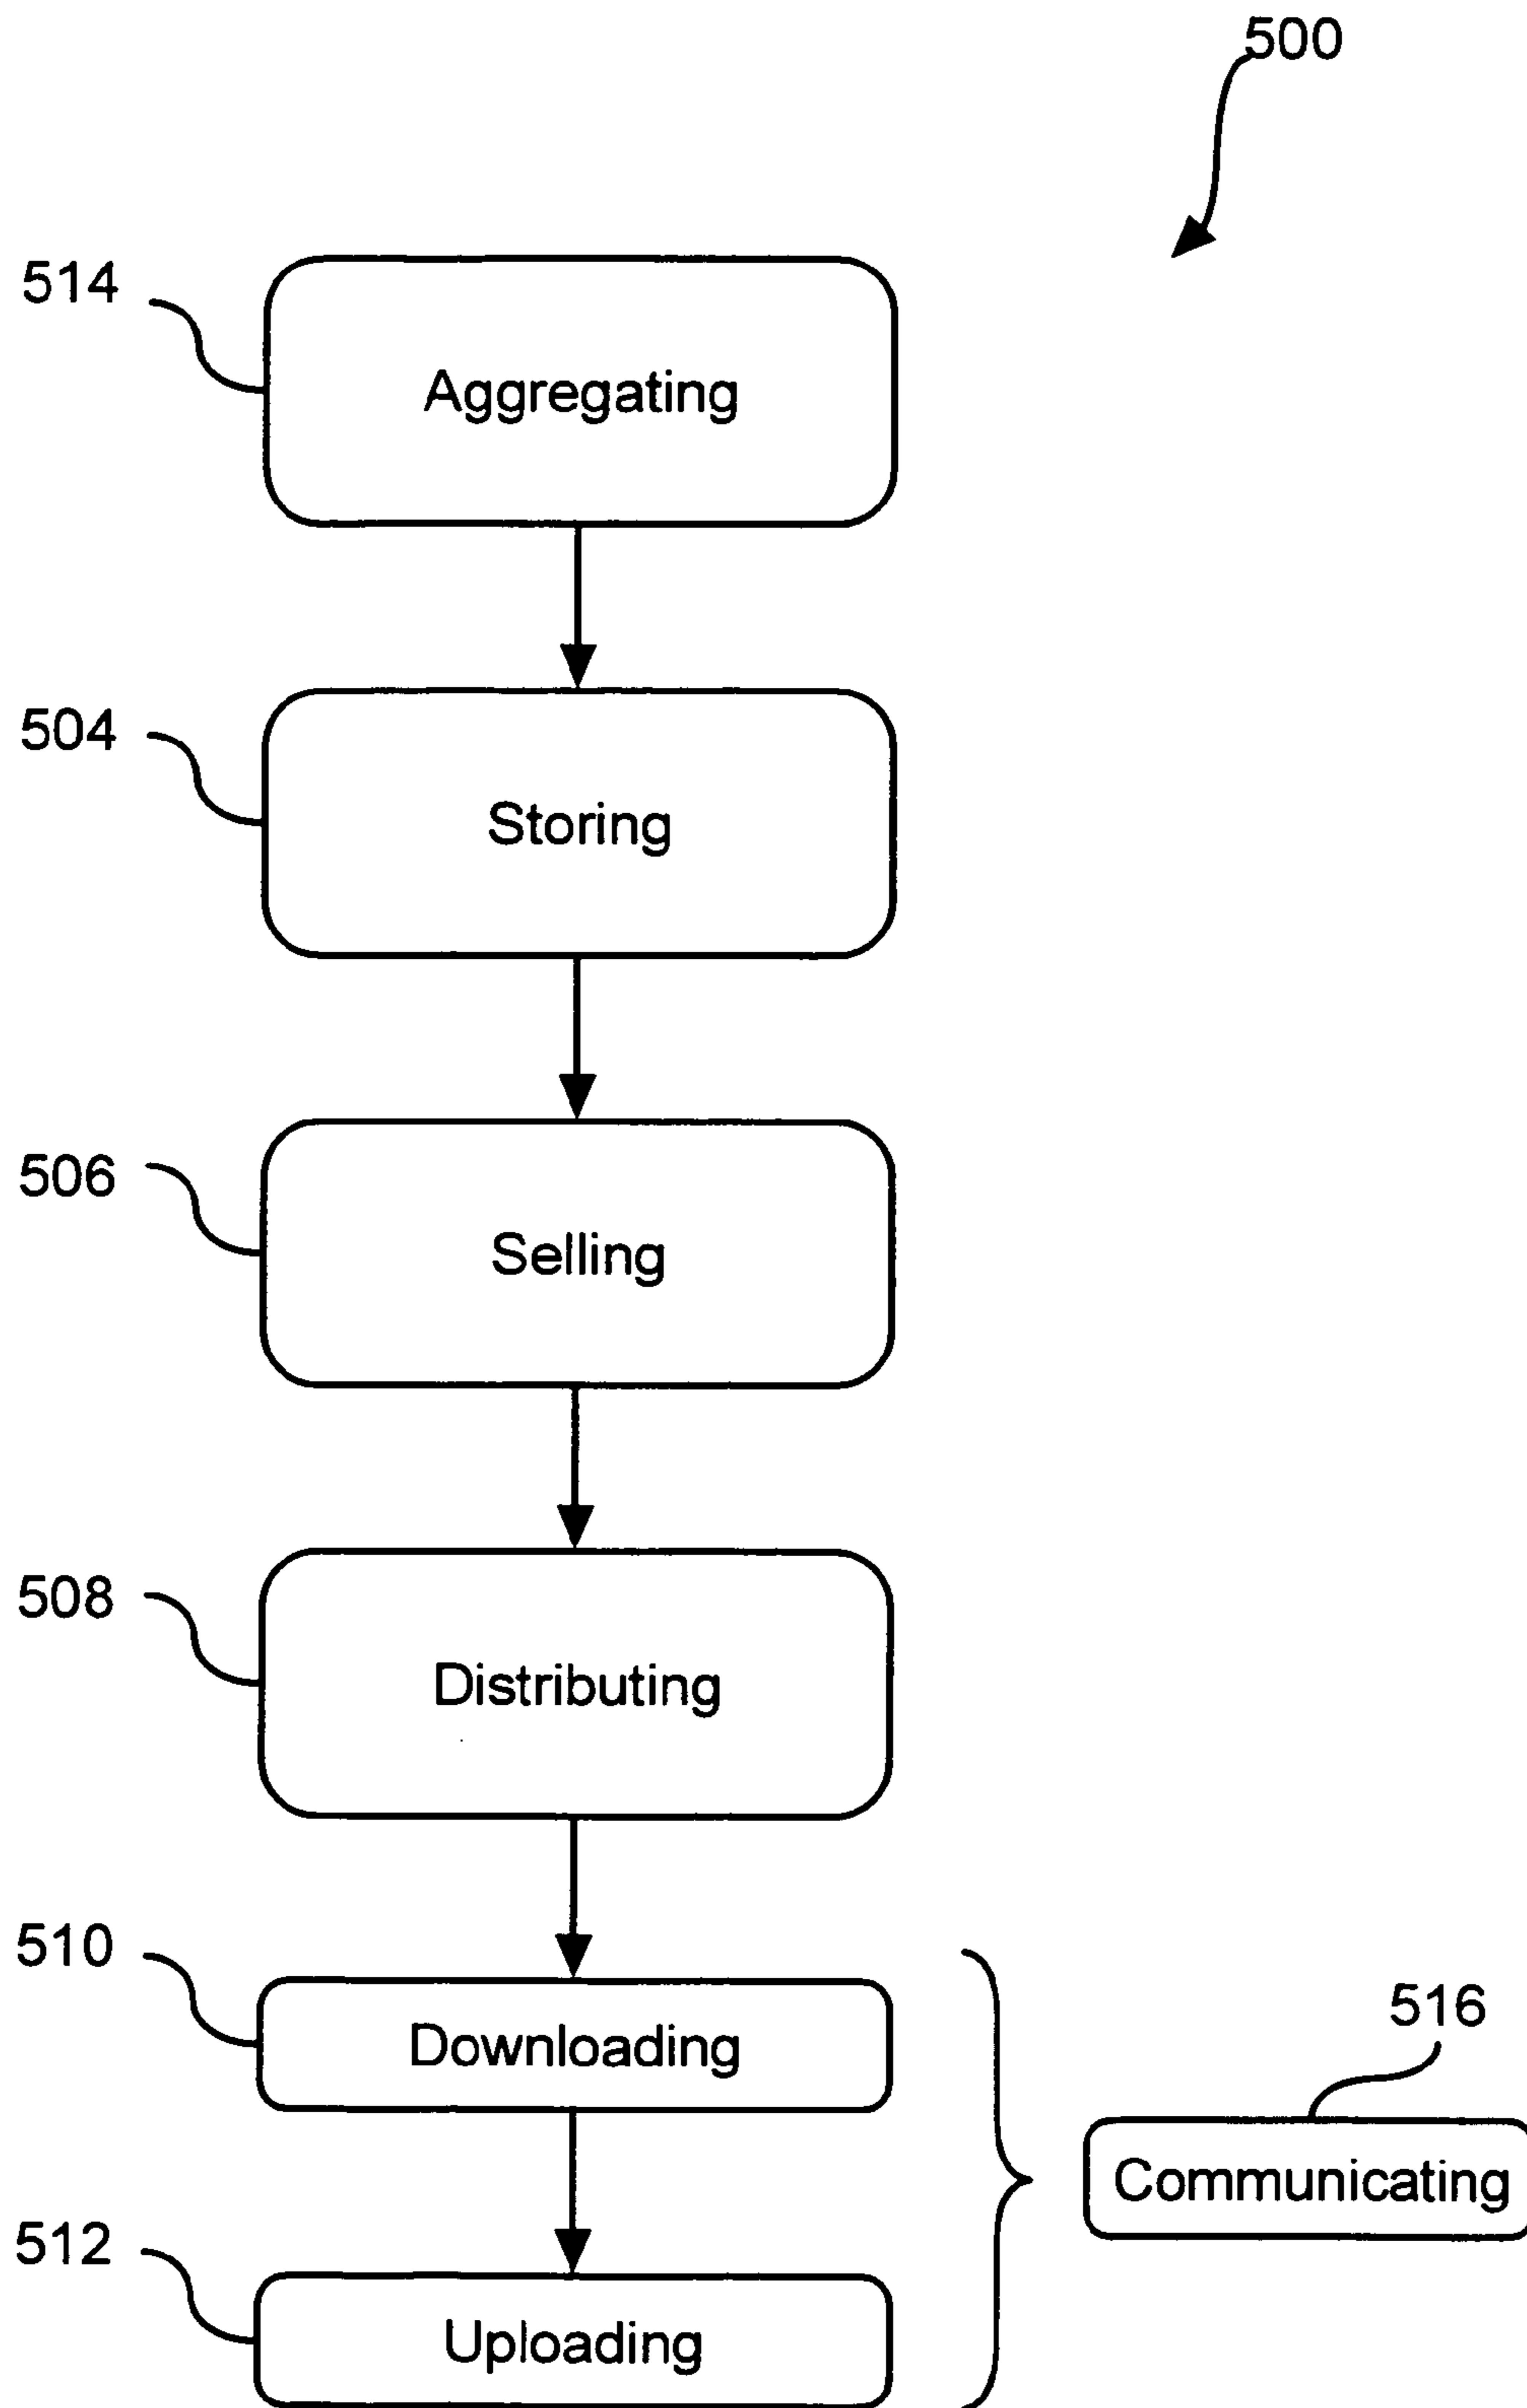 500
514
Aggregating
504
Storing
506
Selling
508
Distributing
510
Downloading
516
Communicating
512
Uploading